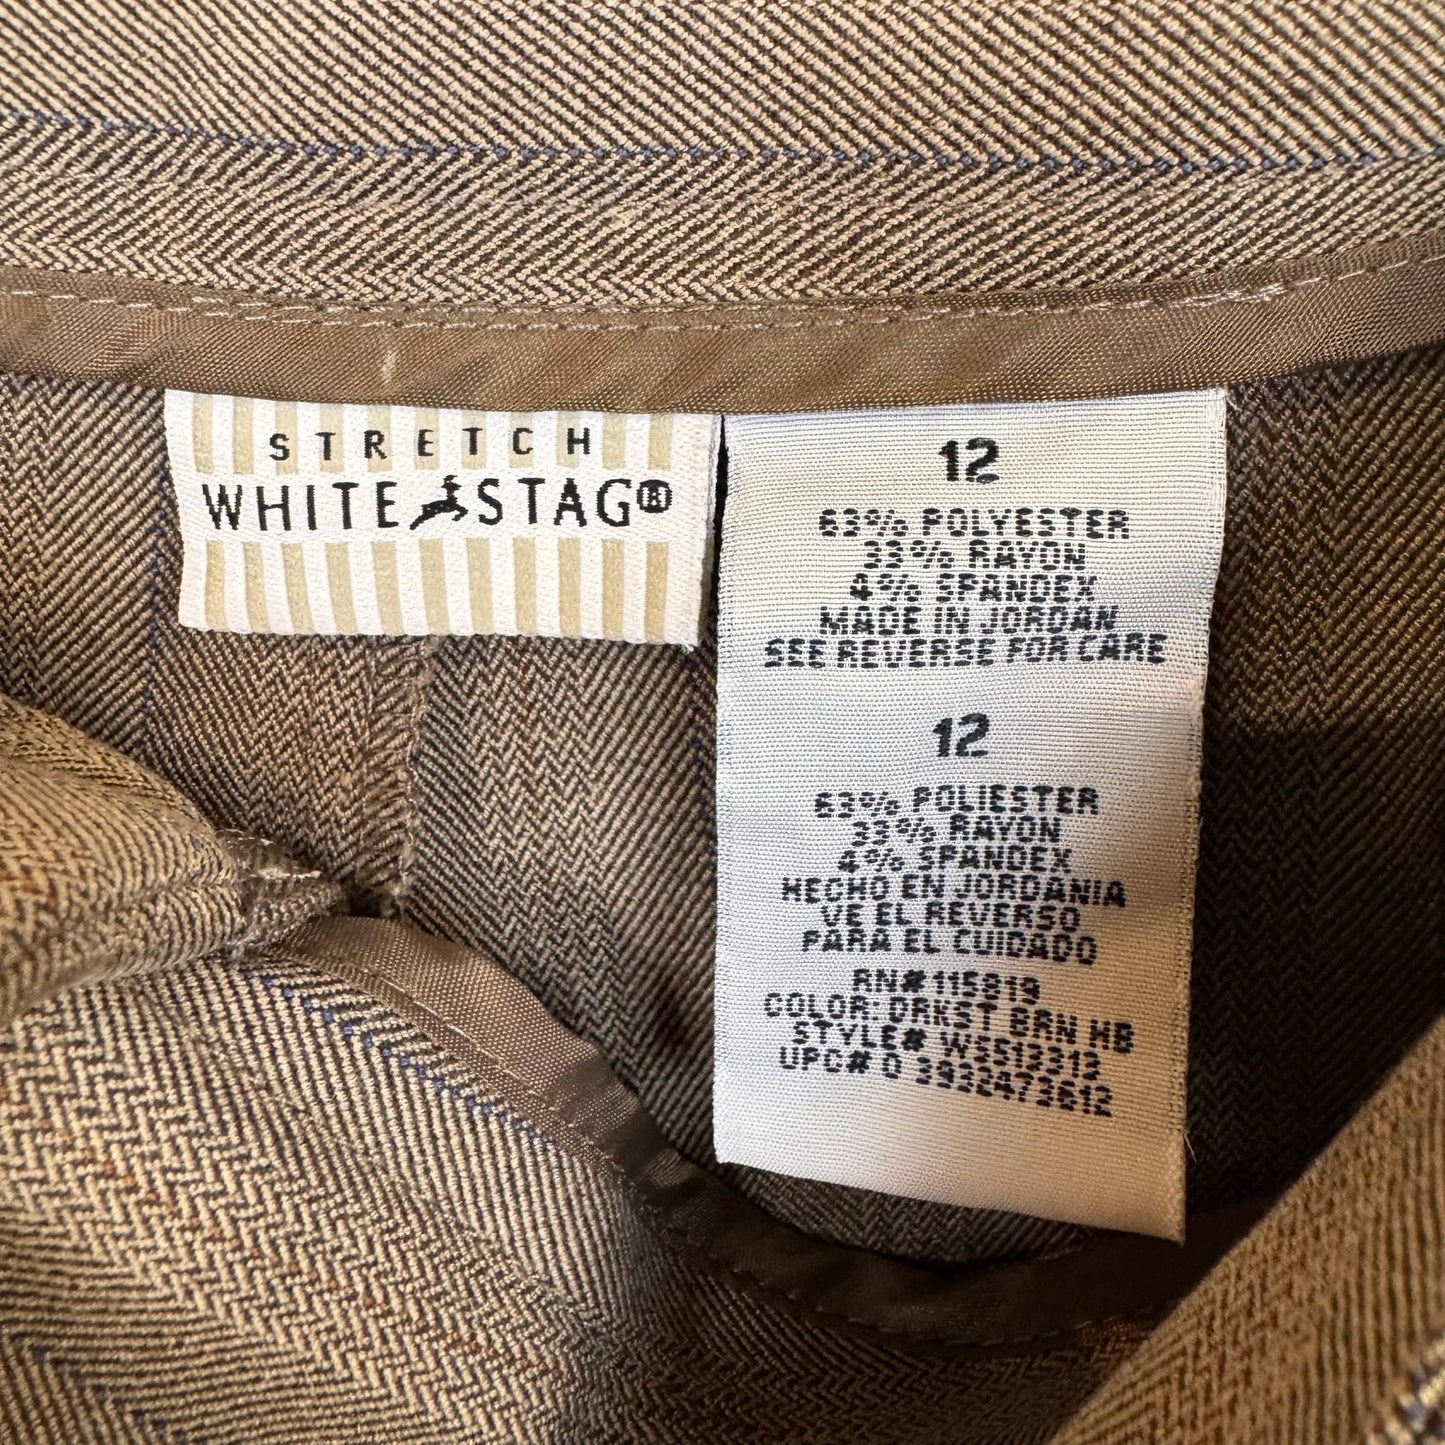 STRETCH
WHITE STAG®
12
63% POLYESTER
33% RAYON
4% SPANDEX
MADE IN JORDAN
SEE REVERSE FOR CARE
12
63% POLIESTER
33% RAYON
4% SPANDEX
HECHO EN JORDANIA
VE EL REVERSO
PARA EL CUIDADO
RN# 115819
COLOR: DRKST BRN HB
STYLE# WSS12312
UPC# 0 3932473612